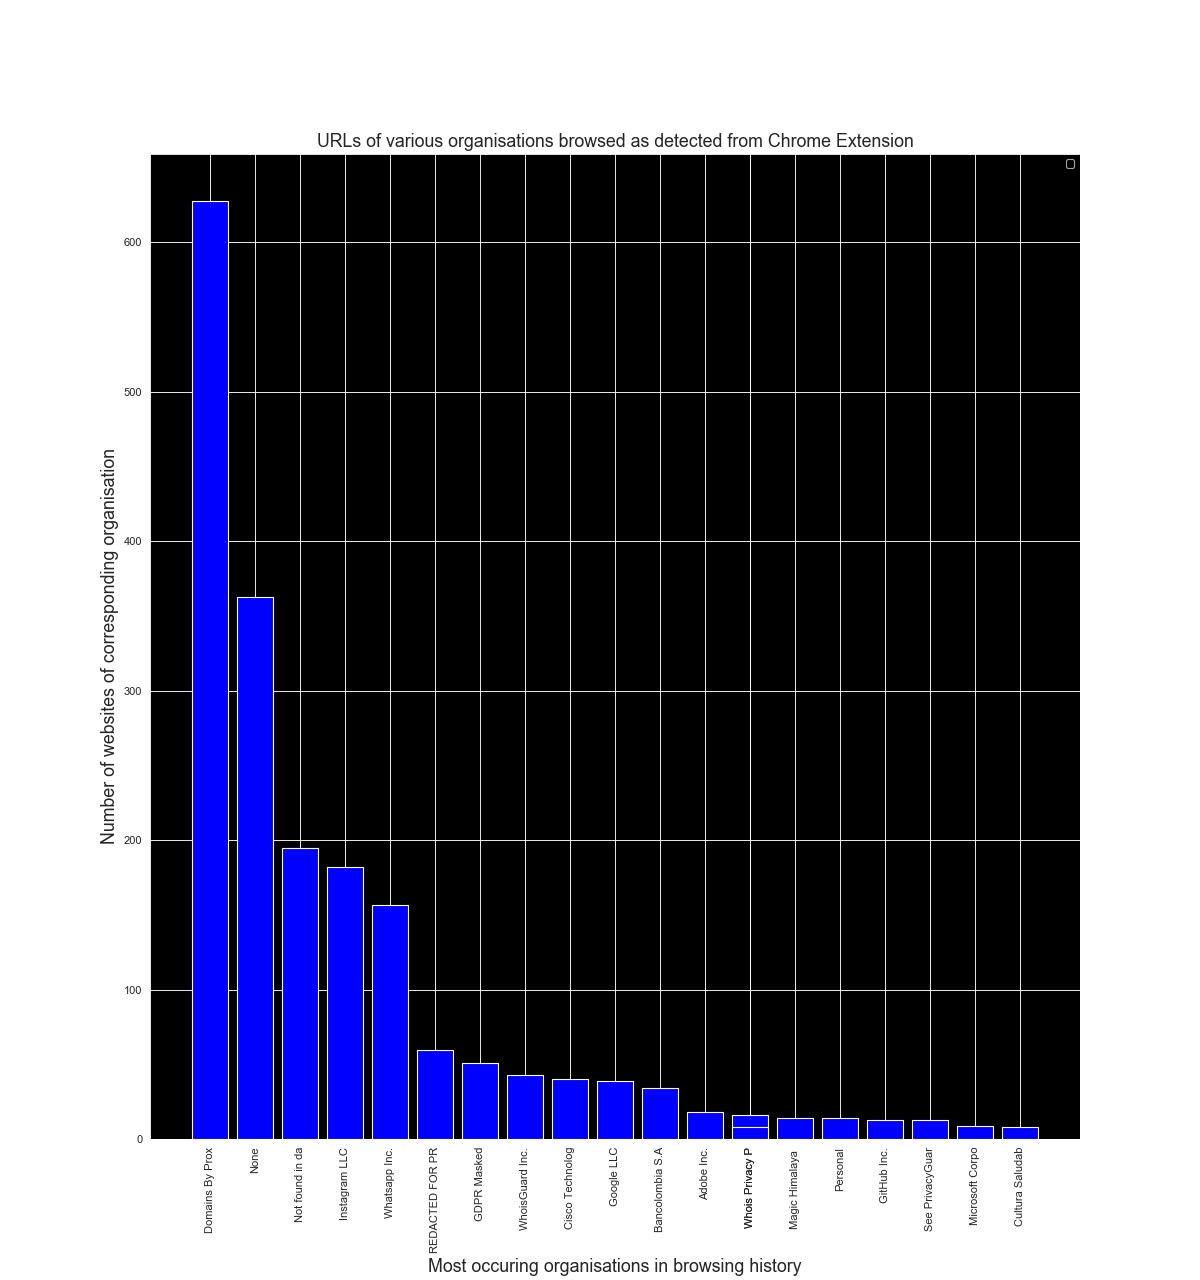 URLs of various organisations browsed as detected from Chrome Extension
Number of websites of corresponding organisation
600
500
400
300
200
100
0
Domains By Prox
None
Not found in da
Instagram LLC
Whatsapp Inc.
REDACTED FOR PR
GDPR Masked
WhoisGuard Inc.
Cisco Technolog
Google LLC
Bancolombia S.A
Adobe Inc.
Whois Privacy P
Magic Himalaya
Personal
GitHub Inc.
See PrivacyGuar
Microsoft Corpo
Cultura Saludab
Most occuring organisations in browsing history